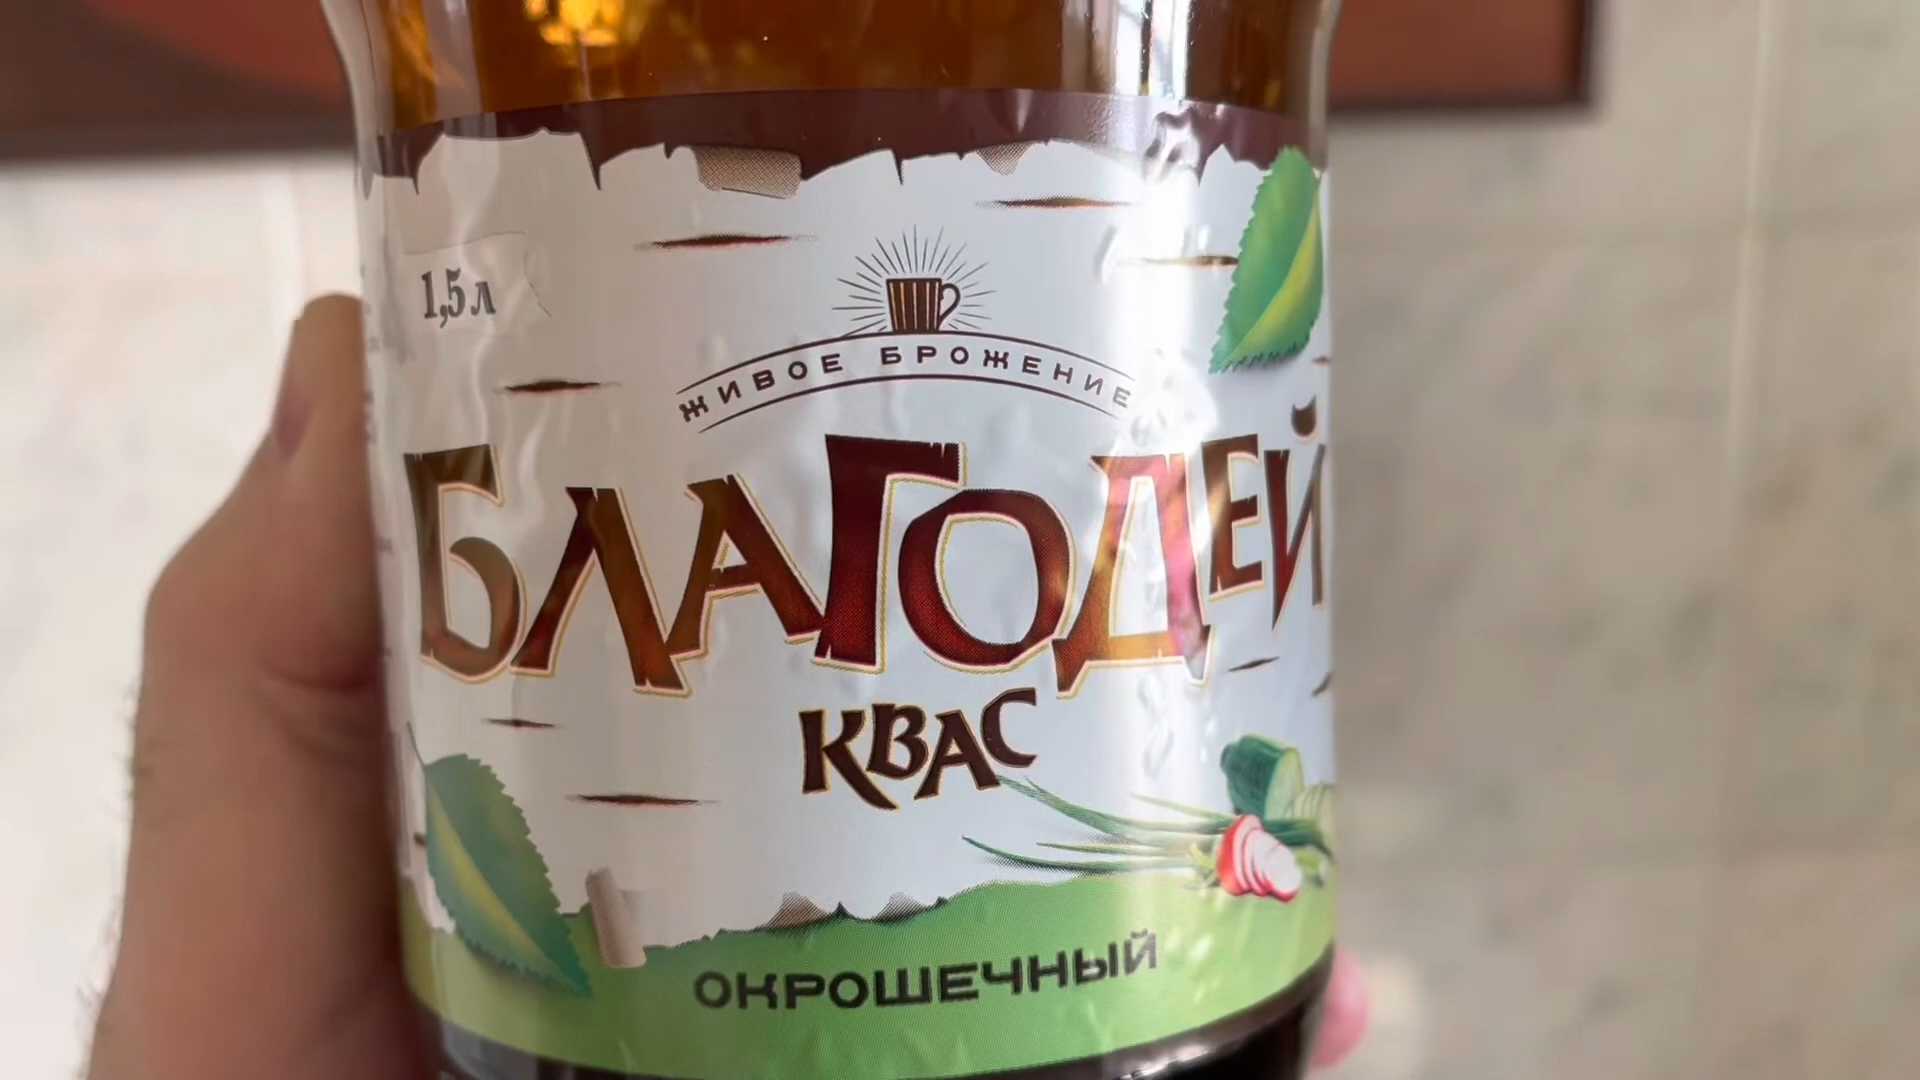 1,5 л
ЖИВОЕ БРОЖЕНИЕ
БЛАГОДЕЙ
КВАС
ОКРОШЕЧНЫЙ